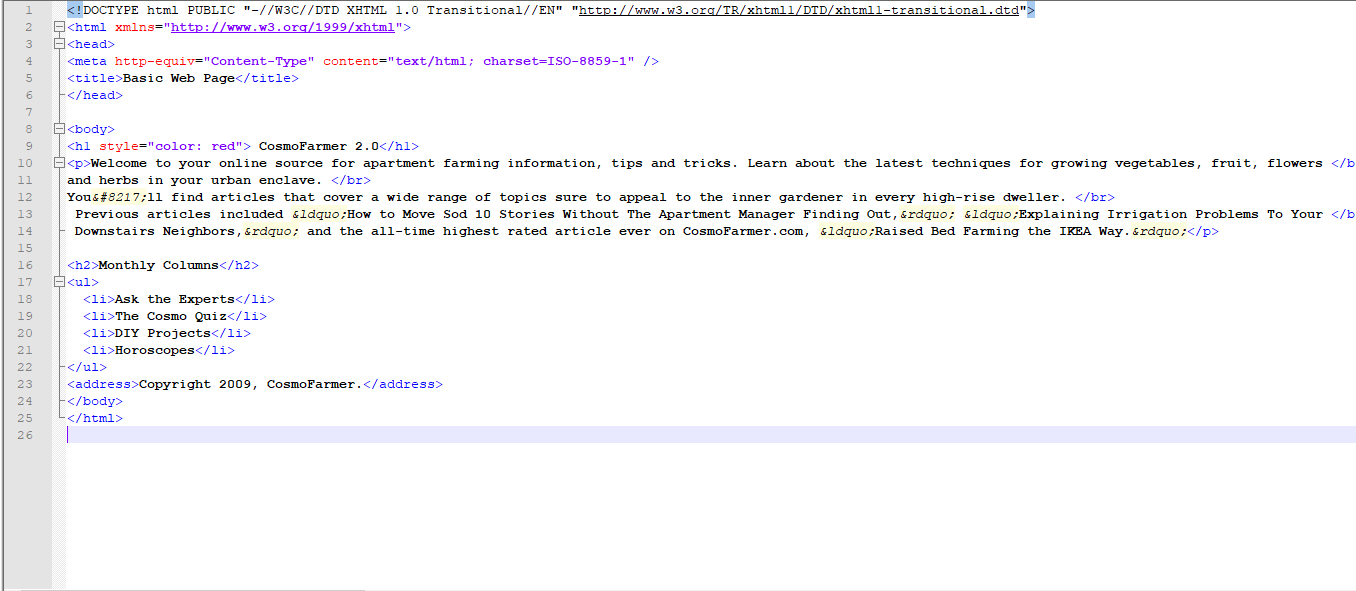 1 <!DOCTYPE html PUBLIC "-//W3C//DTD XHTML 1.0 Transitional//EN" "http://www.w3.org/TR/xhtml1/DTD/xhtml1-transitional.dtd">
2 <html xmlns="http://www.w3.org/1999/xhtml">
3 <head>
4 <meta http-equiv="Content-Type" content="text/html; charset=ISO-8859-1" />
5 <title>Basic Web Page</title>
6 </head>
7
8 <body>
9 <h1 style="color: red"> CosmoFarmer 2.0</h1>
10 <p>Welcome to your online source for apartment farming information, tips and tricks. Learn about the latest techniques for growing vegetables, fruit, flowers </b
11 and herbs in your urban enclave. </br>
12 You&#8217;ll find articles that cover a wide range of topics sure to appeal to the inner gardener in every high-rise dweller. </br>
13 Previous articles included &ldquo;How to Move Sod 10 Stories Without The Apartment Manager Finding Out,&rdquo; &ldquo;Explaining Irrigation Problems To Your </b
14 Downstairs Neighbors,&rdquo; and the all-time highest rated article ever on CosmoFarmer.com, &ldquo;Raised Bed Farming the IKEA Way.&rdquo;</p>
15
16 <h2>Monthly Columns</h2>
17 <ul>
18 <li>Ask the Experts</li>
19 <li>The Cosmo Quiz</li>
20 <li>DIY Projects</li>
21 <li>Horoscopes</li>
22 </ul>
23 <address>Copyright 2009, CosmoFarmer.</address>
24 </body>
25 </html>
26